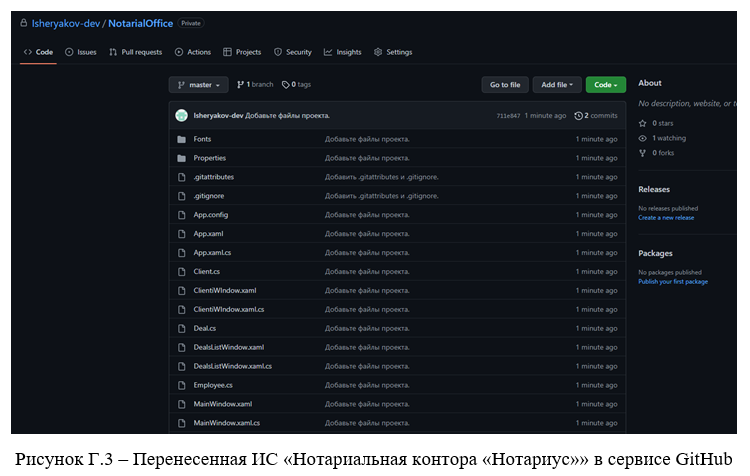 Isheryakov-dev / NotarialOffice Private
Code Issues Pull requests Actions Projects Security Insights Settings
master 1 branch 0 tags Go to file Add file Code
About
No description, website, or
Isheryakov-dev Добавьте файлы проекта. 711e847 1 minute ago 2 commits
0 stars
1 watching
0 forks
Fonts Добавьте файлы проекта. 1 minute ago
Properties Добавьте файлы проекта. 1 minute ago
.gitattributes Добавить .gitattributes и .gitignore. 1 minute ago
.gitignore Добавить .gitattributes и .gitignore. 1 minute ago
App.config Добавьте файлы проекта. 1 minute ago
App.xaml Добавьте файлы проекта. 1 minute ago
App.xaml.cs Добавьте файлы проекта. 1 minute ago
Client.cs Добавьте файлы проекта. 1 minute ago
ClientiWindow.xaml Добавьте файлы проекта. 1 minute ago
ClientiWIndow.xaml.cs Добавьте файлы проекта. 1 minute ago
Deal.cs Добавьте файлы проекта. 1 minute ago
DealsListWindow.xaml Добавьте файлы проекта. 1 minute ago
DealsListWindow.xaml.cs Добавьте файлы проекта. 1 minute ago
Employee.cs Добавьте файлы проекта. 1 minute ago
MainWindow.xaml Добавьте файлы проекта. 1 minute ago
MainWindow.xaml.cs Добавьте файлы проекта. 1 minute ago
Releases
No releases published
Create a new release
Packages
No packages published
Publish your first package
Рисунок Г.3 – Перенесенная ИС «Нотариальная контора «Нотариус»» в сервисе GitHub